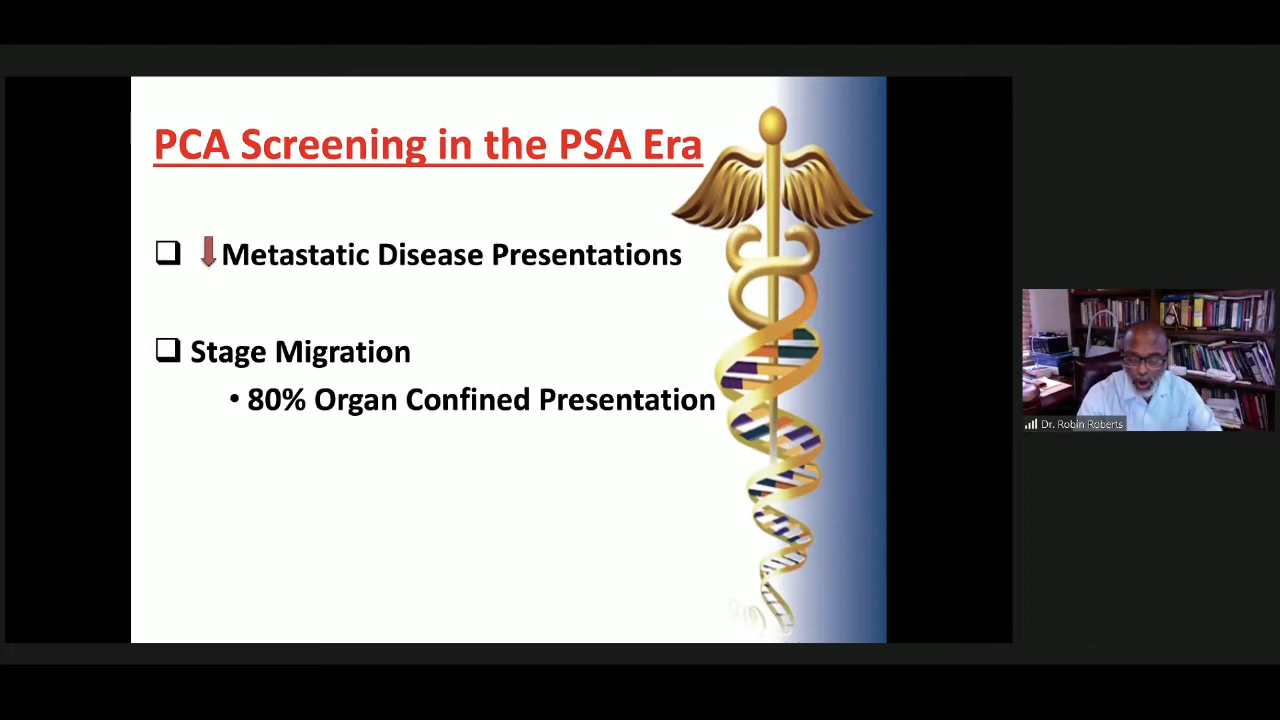 PCA Screening in the PSA Era
Metastatic Disease Presentations
Stage Migration
• 80% Organ Confined Presentation
Dr. Robin Roberts